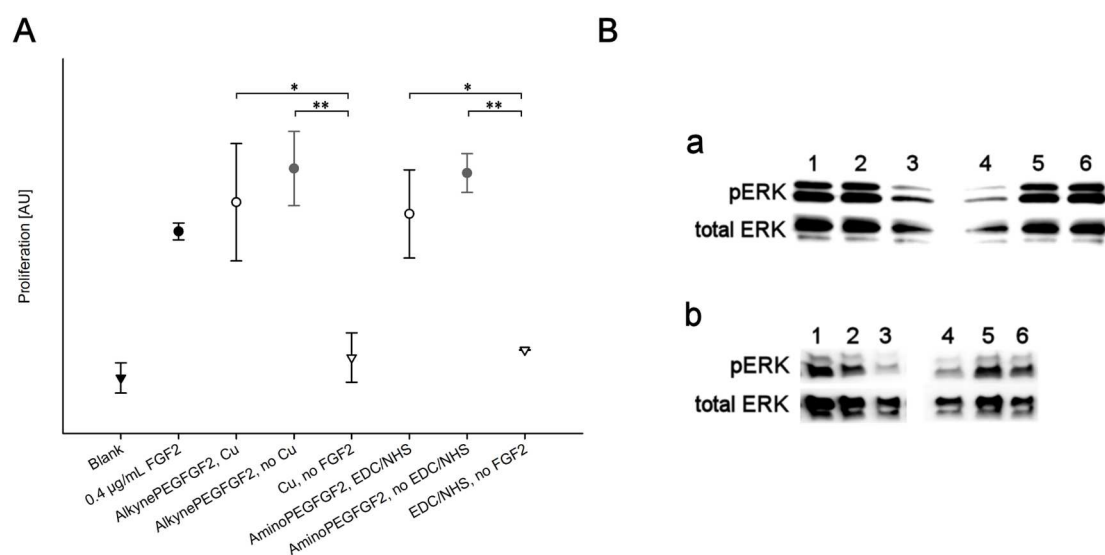 A
B
Proliferation [AU]
*
**
*
**
Blank
0.4 µg/mL FGF2
AlkynePEGFGF2, Cu
AlkynePEGFGF2, no Cu
Cu, no FGF2
AminoPEGFGF2, EDC/NHS
AminoPEGFGF2, no EDC/NHS
EDC/NHS, no FGF2
a
1 2 3 4 5 6
pERK
total ERK
b
1 2 3 4 5 6
pERK
total ERK